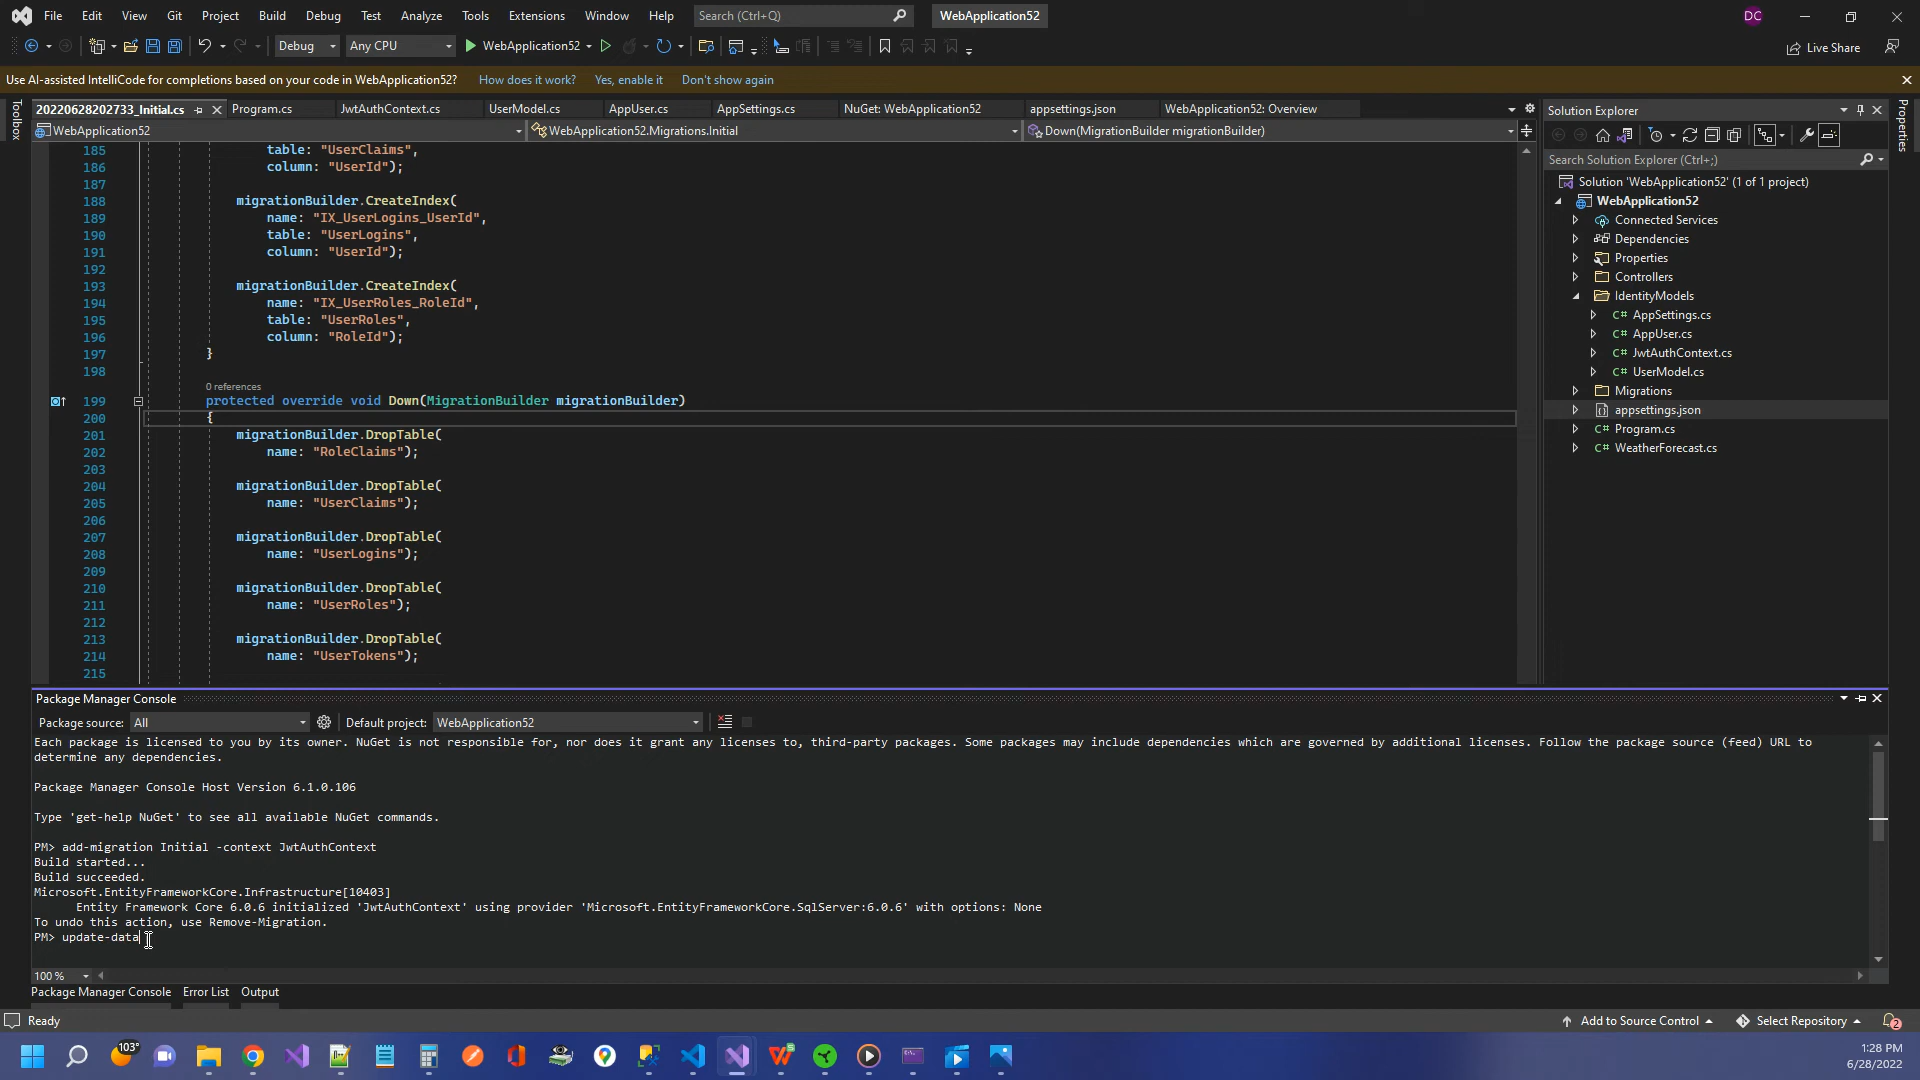 File Edit View Git Project Build Debug Test Analyze Tools Extensions Window Help Search (Ctrl+Q) WebApplication52 DC
Debug Any CPU WebApplication52 Live Share
Use AI-assisted IntelliCode for completions based on your code in WebApplication52? How does it work? Yes, enable it Don't show again
Toolbox
20220628202733_Initial.cs Program.cs JwtAuthContext.cs UserModel.cs AppUser.cs AppSettings.cs NuGet: WebApplication52 appsettings.json WebApplication52: Overview
WebApplication52 WebApplication52.Migrations.Initial Down(MigrationBuilder migrationBuilder)
185 table: "UserClaims",
186 column: "UserId");
187
188 migrationBuilder.CreateIndex(
189 name: "IX_UserLogins_UserId",
190 table: "UserLogins",
191 column: "UserId");
192
193 migrationBuilder.CreateIndex(
194 name: "IX_UserRoles_RoleId",
195 table: "UserRoles",
196 column: "RoleId");
197 }
198
0 references
199 protected override void Down(MigrationBuilder migrationBuilder)
200 {
201 migrationBuilder.DropTable(
202 name: "RoleClaims");
203
204 migrationBuilder.DropTable(
205 name: "UserClaims");
206
207 migrationBuilder.DropTable(
208 name: "UserLogins");
209
210 migrationBuilder.DropTable(
211 name: "UserRoles");
212
213 migrationBuilder.DropTable(
214 name: "UserTokens");
215
Solution Explorer
Search Solution Explorer (Ctrl+;)
Solution 'WebApplication52' (1 of 1 project)
WebApplication52
Connected Services
Dependencies
Properties
Controllers
IdentityModels
C# AppSettings.cs
C# AppUser.cs
C# JwtAuthContext.cs
C# UserModel.cs
Migrations
appsettings.json
C# Program.cs
C# WeatherForecast.cs
Properties
Package Manager Console
Package source: All Default project: WebApplication52
Each package is licensed to you by its owner. NuGet is not responsible for, nor does it grant any licenses to, third-party packages. Some packages may include dependencies which are governed by additional licenses. Follow the package source (feed) URL to
determine any dependencies.
Package Manager Console Host Version 6.1.0.106
Type 'get-help NuGet' to see all available NuGet commands.
PM> add-migration Initial -context JwtAuthContext
Build started...
Build succeeded.
Microsoft.EntityFrameworkCore.Infrastructure[10403]
Entity Framework Core 6.0.6 initialized 'JwtAuthContext' using provider 'Microsoft.EntityFrameworkCore.SqlServer:6.0.6' with options: None
To undo this action, use Remove-Migration.
PM> update-data
100 %
Package Manager Console Error List Output
Ready Add to Source Control Select Repository 2
103°
1:28 PM
6/28/2022